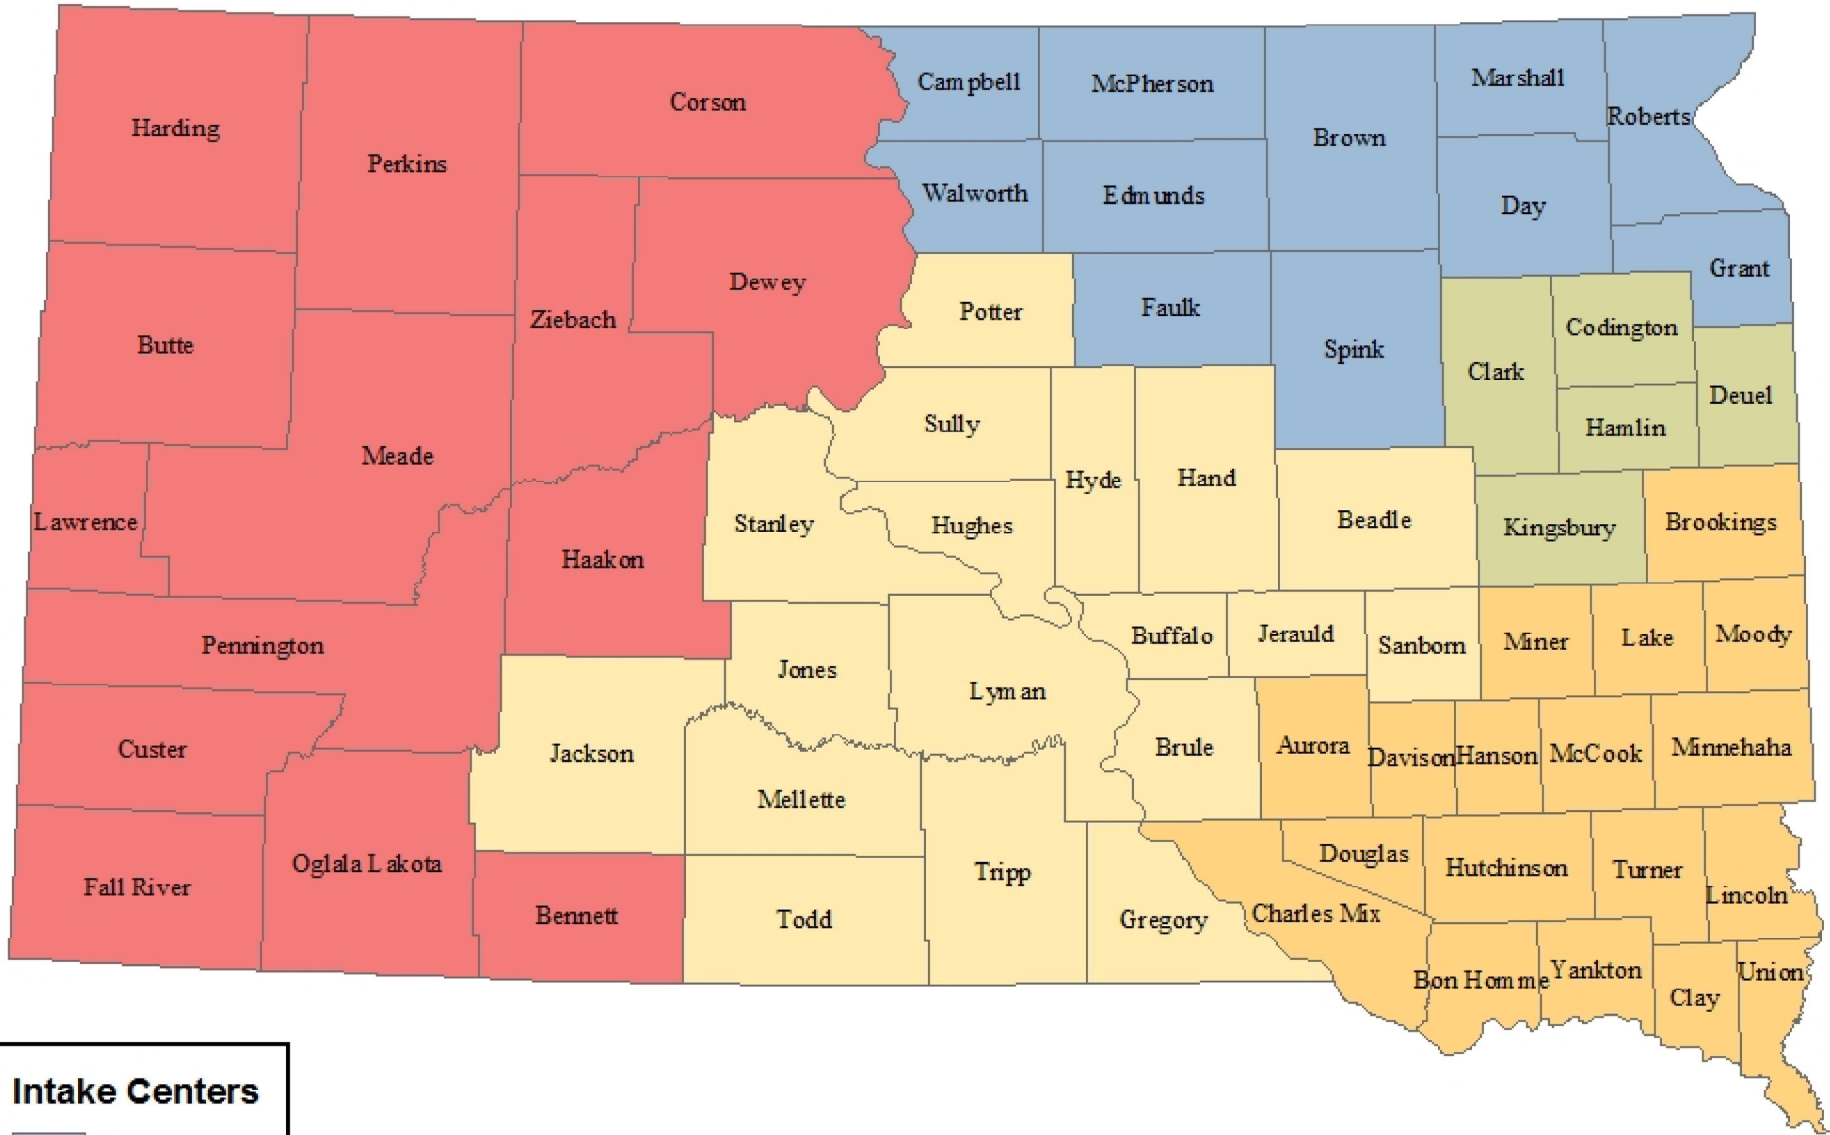 Harding
Perkins
Corson
Campbell
McPherson
Brown
Marshall
Roberts
Walworth
Edmunds
Day
Butte
Ziebach
Dewey
Potter
Faulk
Spink
Grant
Codington
Clark
Deuel
Hamlin
Meade
Sully
Hyde
Hand
Lawrence
Haakon
Stanley
Hughes
Beadle
Kingsbury
Brookings
Pennington
Jones
Lyman
Buffalo
Jerauld
Sanborn
Miner
Lake
Moody
Custer
Jackson
Mellette
Brule
Aurora
Davison
Hanson
McCook
Minnehaha
Fall River
Oglala Lakota
Bennett
Todd
Tripp
Gregory
Charles Mix
Douglas
Hutchinson
Turner
Lincoln
Bon Homme
Yankton
Clay
Union
Intake Centers